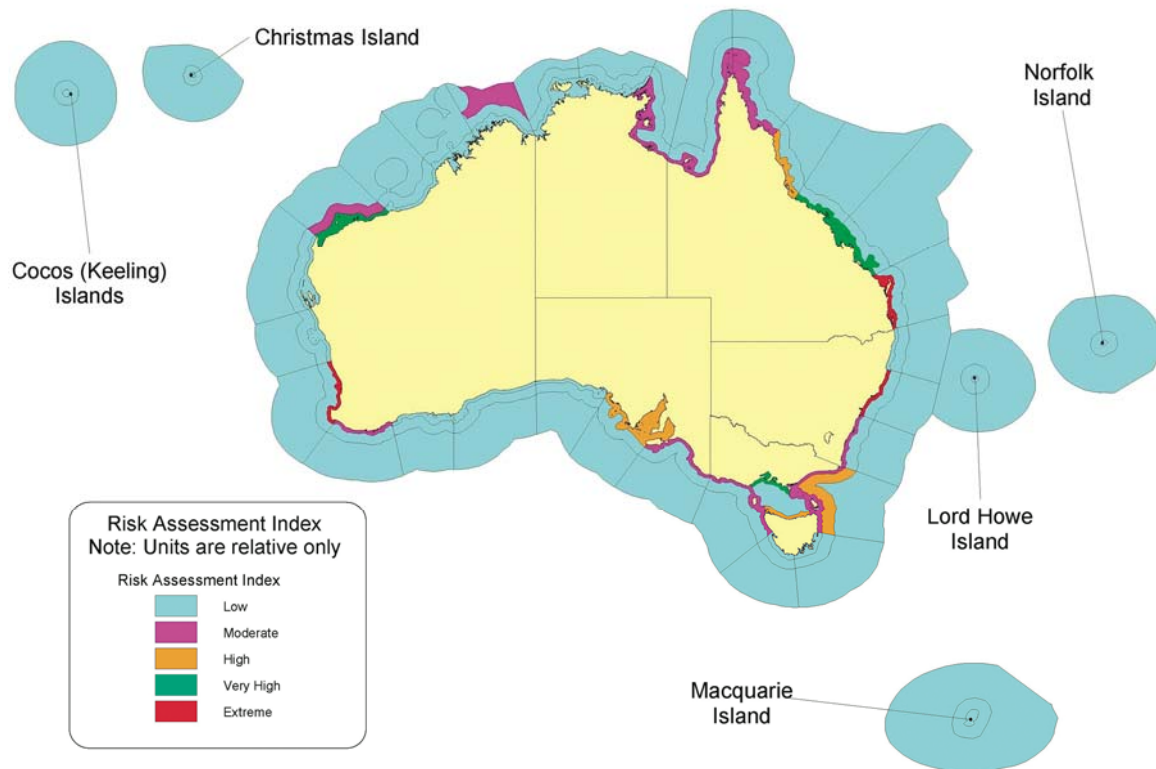 Christmas Island
Norfolk
Island
Cocos (Keeling)
Islands
Lord Howe
Island
Macquarie
Island
Risk Assessment Index
Note: Units are relative only
Risk Assessment Index
Low
Moderate
High
Very High
Extreme